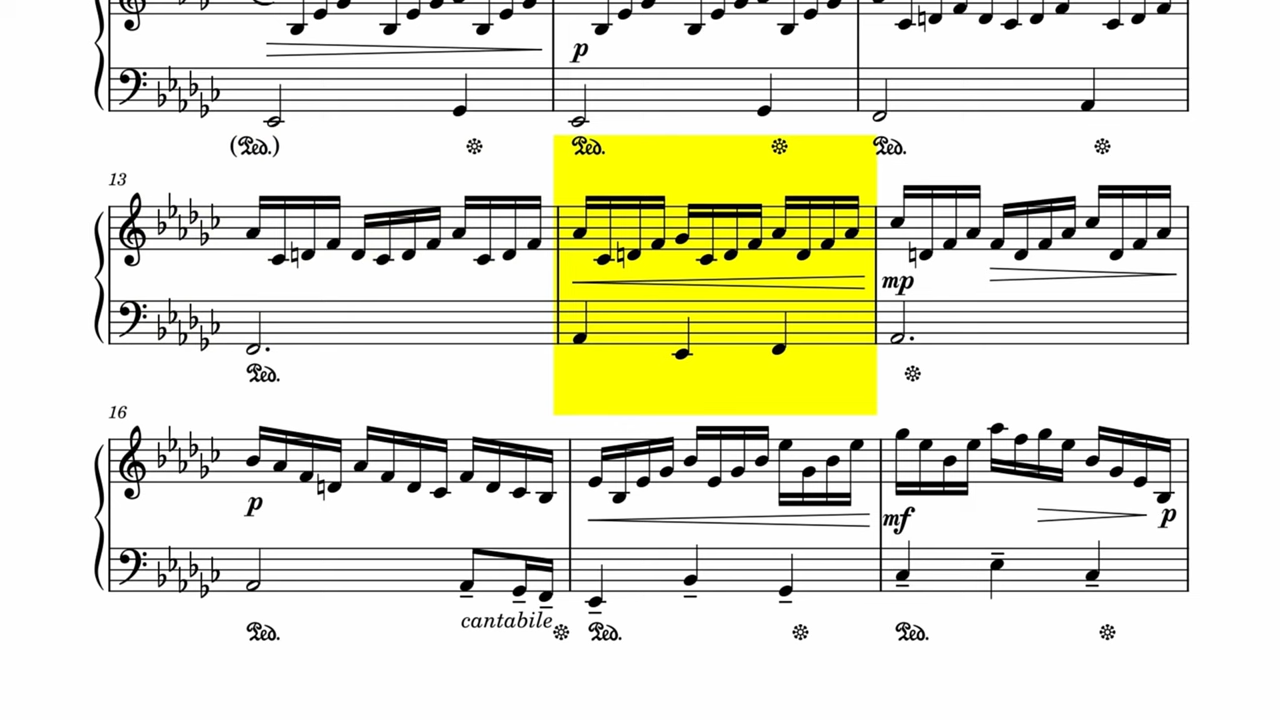 p
(Ped.) Ped. Ped.
13
mp
Ped.
16
p mf p
cantabile
Ped. Ped. Ped.